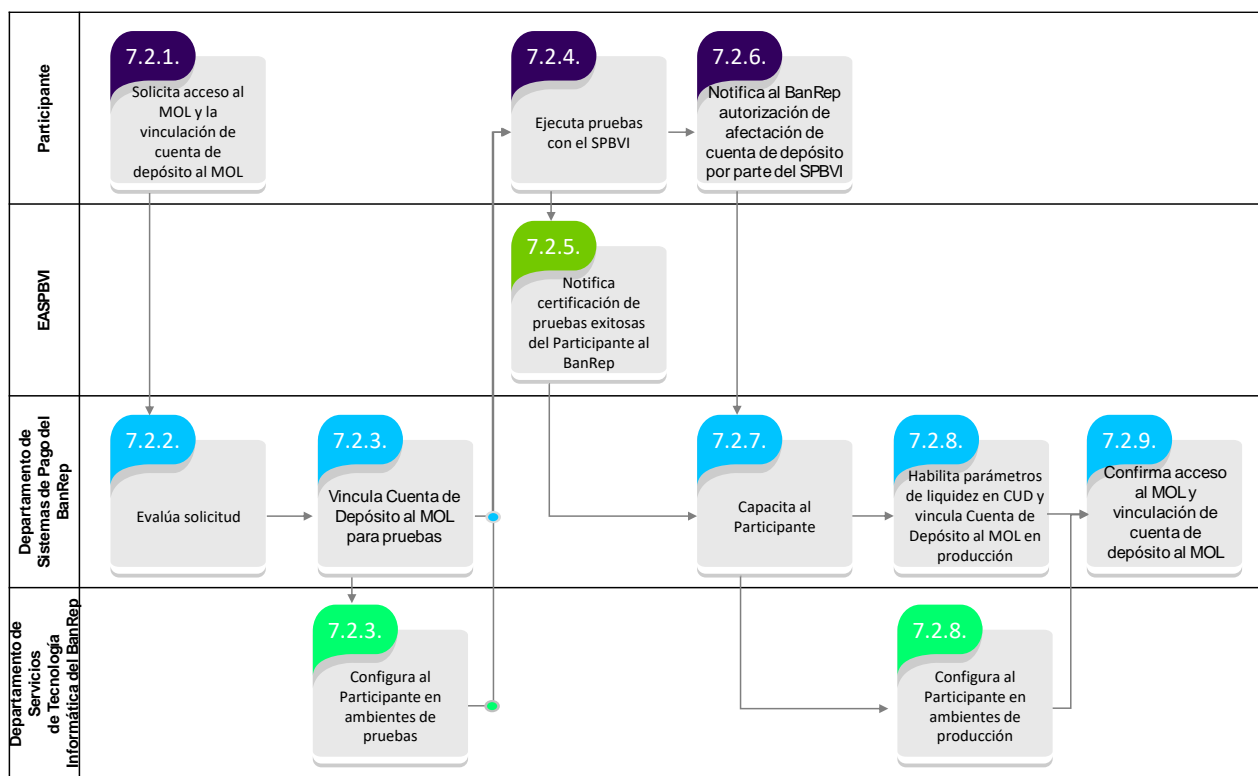 Participante
7.2.1.
Solicita acceso al
MOL y la
vinculación de
cuenta de
depósito al MOL
7.2.4.
Ejecuta pruebas
con el SPBVI
7.2.6.
Notifica al BanRep
autorización de
afectación de
cuenta de depósito
por parte del SPBVI
EASPBVI
7.2.5.
Notifica
certificación de
pruebas exitosas
del Participante al
BanRep
Departamento de
Sistemas de Pago del
BanRep
7.2.2.
Evalúa solicitud
7.2.3.
Vincula Cuenta de
Depósito al MOL
para pruebas
7.2.7.
Capacita al
Participante
7.2.8.
Habilita parámetros
de liquidez en CUD y
vincula Cuenta de
Depósito al MOL en
producción
7.2.9.
Confirma acceso
al MOL y
vinculación de
cuenta de
depósito al MOL
Departamento de
Servicios
de Tecnología
Informática del BanRep
7.2.3.
Configura al
Participante en
ambientes de
pruebas
7.2.8.
Configura al
Participante en
ambientes de
producción